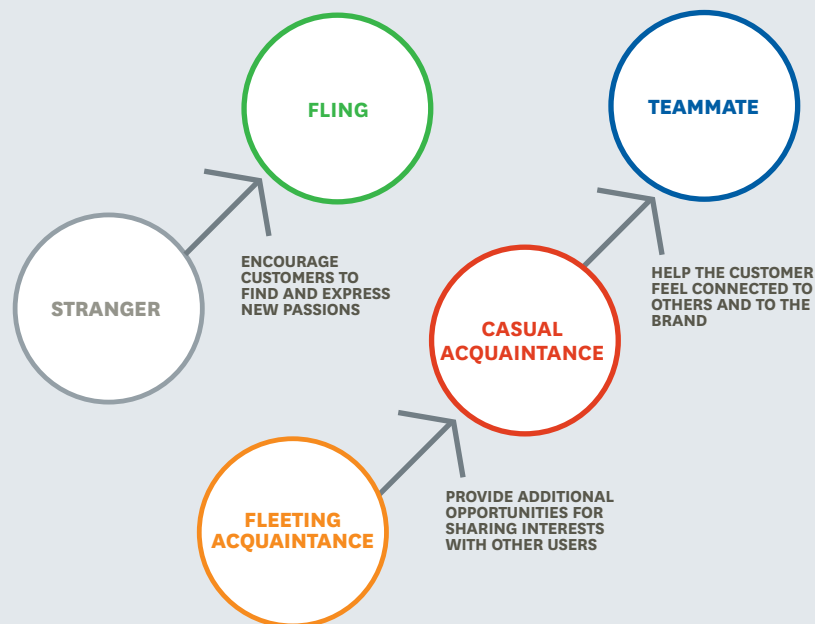 FLING
TEAMMATE
STRANGER
ENCOURAGE
CUSTOMERS TO
FIND AND EXPRESS
NEW PASSIONS
CASUAL
ACQUAINTANCE
HELP THE CUSTOMER
FEEL CONNECTED TO
OTHERS AND TO THE
BRAND
FLEETING
ACQUAINTANCE
PROVIDE ADDITIONAL
OPPORTUNITIES FOR
SHARING INTERESTS
WITH OTHER USERS